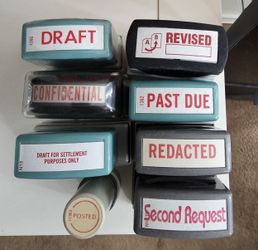 DRAFT
A B
REVISED
CONFIDENTIAL
PAST DUE
DRAFT FOR SETTLEMENT
PURPOSES ONLY
REDACTED
POSTED
Second Request